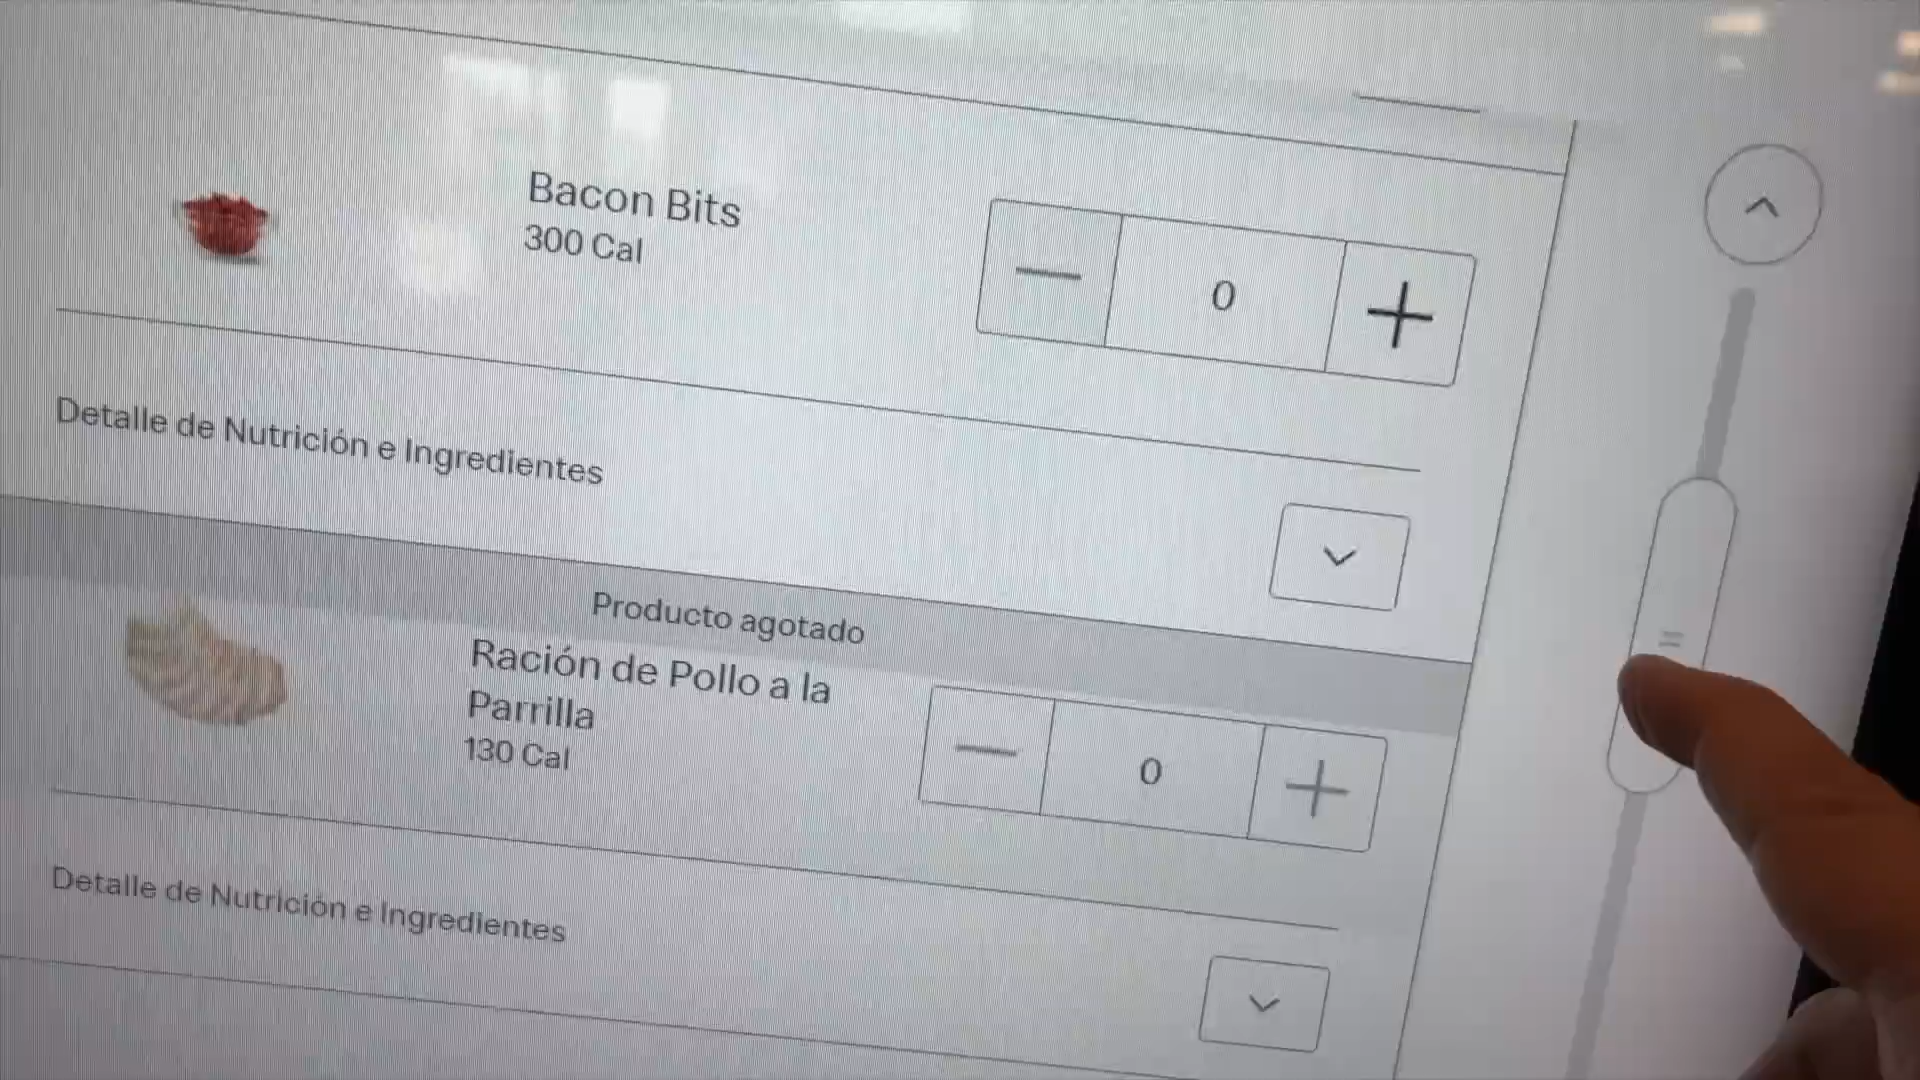 Bacon Bits
300 Cal
0
Detalle de Nutrición e Ingredientes
Producto agotado
Ración de Pollo a la
Parrilla
130 Cal
0
Detalle de Nutrición e Ingredientes